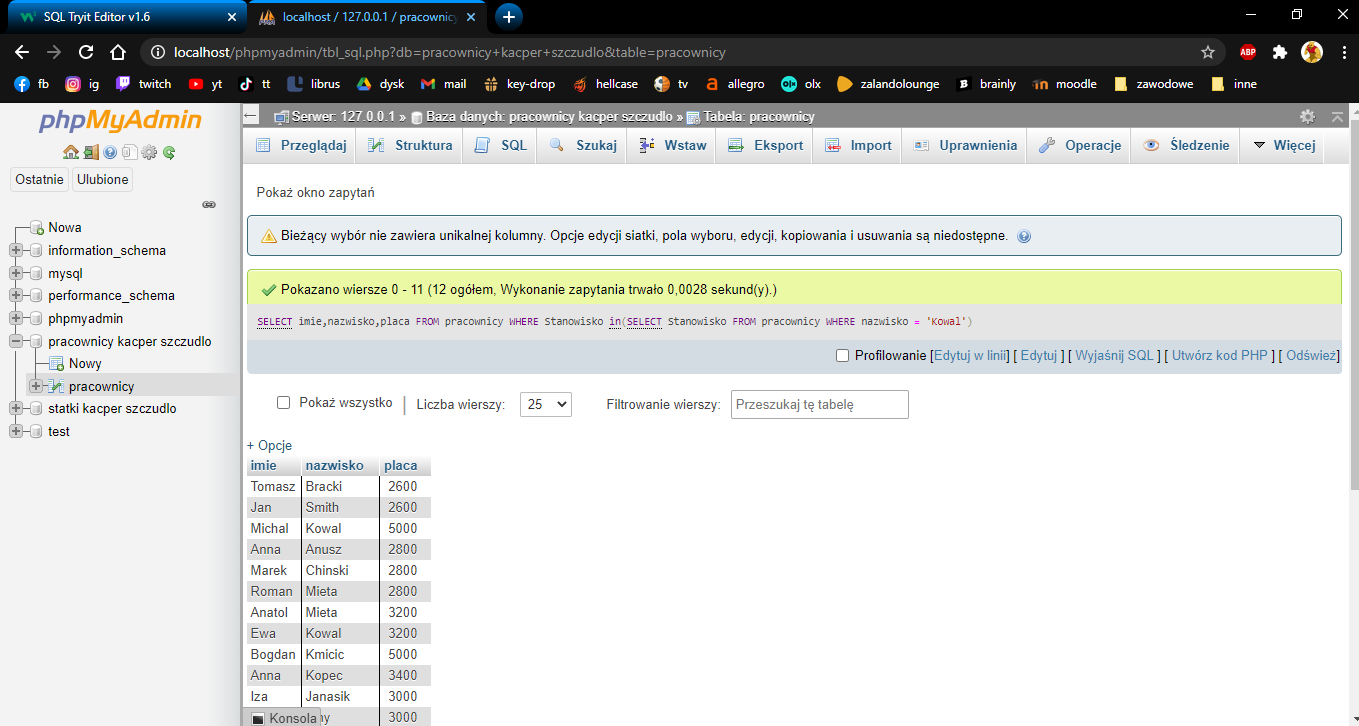 SQL Tryit Editor v1.6
localhost / 127.0.0.1 / pracownicy
localhost/phpmyadmin/tbl_sql.php?db=pracownicy+kacper+szczudlo&table=pracownicy
ABP
fb ig twitch yt tt librus dysk mail key-drop hellcase tv allegro olx zalandolounge brainly moodle zawodowe inne
phpMyAdmin
Ostatnie Ulubione
Nowa
information_schema
mysql
performance_schema
phpmyadmin
pracownicy kacper szczudlo
Nowy
pracownicy
statki kacper szczudlo
test
Serwer: 127.0.0.1 » Baza danych: pracownicy kacper szczudlo » Tabela: pracownicy
Przeglądaj Struktura SQL Szukaj Wstaw Eksport Import Uprawnienia Operacje Śledzenie Więcej
Pokaż okno zapytań
Bieżący wybór nie zawiera unikalnej kolumny. Opcje edycji siatki, pola wyboru, edycji, kopiowania i usuwania są niedostępne.
Pokazano wiersze 0 - 11 (12 ogółem, Wykonanie zapytania trwało 0,0028 sekund(y).)
SELECT imie,nazwisko,placa FROM pracownicy WHERE Stanowisko in(SELECT Stanowisko FROM pracownicy WHERE nazwisko = 'Kowal')
Profilowanie [Edytuj w linii] [ Edytuj ] [ Wyjaśnij SQL ] [ Utwórz kod PHP ] [ Odśwież]
Pokaż wszystko | Liczba wierszy: 25 Filtrowanie wierszy: Przeszukaj tę tabelę
+ Opcje
imie nazwisko placa
Tomasz Bracki 2600
Jan Smith 2600
Michal Kowal 5000
Anna Anusz 2800
Marek Chinski 2800
Roman Mieta 2800
Anatol Mieta 3200
Ewa Kowal 3200
Bogdan Kmicic 5000
Anna Kopec 3400
Iza Janasik 3000
Konsola 3000